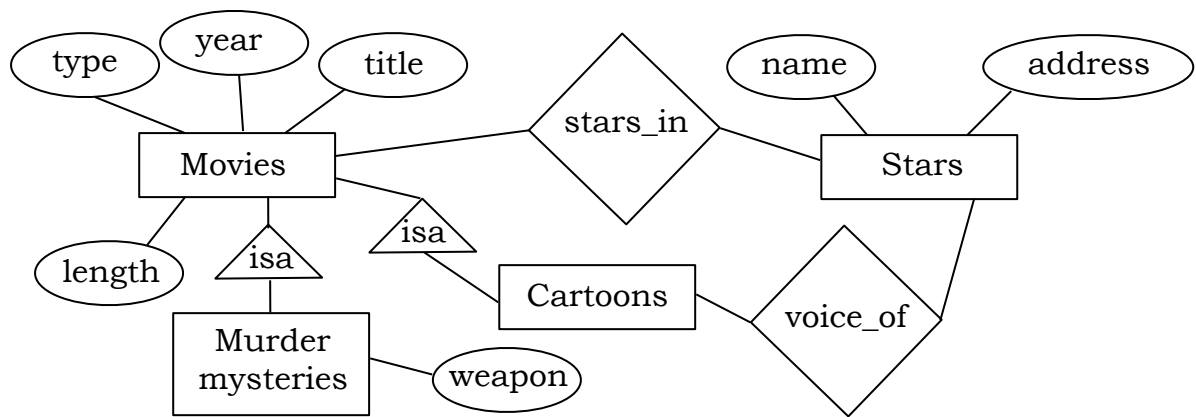 year
type
title
name
address
stars_in
Movies
Stars
isa
isa
length
Cartoons
voice_of
Murder
mysteries
weapon